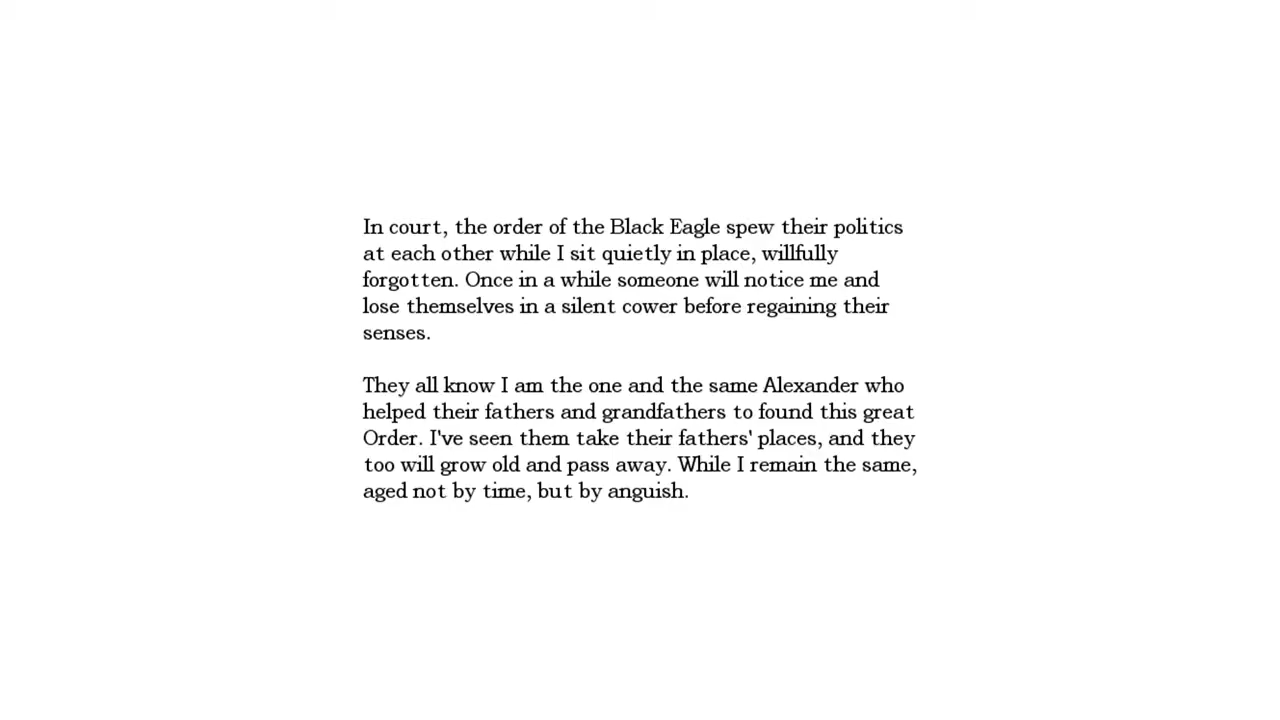 In court, the order of the Black Eagle spew their politics
at each other while I sit quietly in place, willfully
forgotten. Once in a while someone will notice me and
lose themselves in a silent cower before regaining their
senses.
They all know I am the one and the same Alexander who
helped their fathers and grandfathers to found this great
Order. I've seen them take their fathers' places, and they
too will grow old and pass away. While I remain the same,
aged not by time, but by anguish.